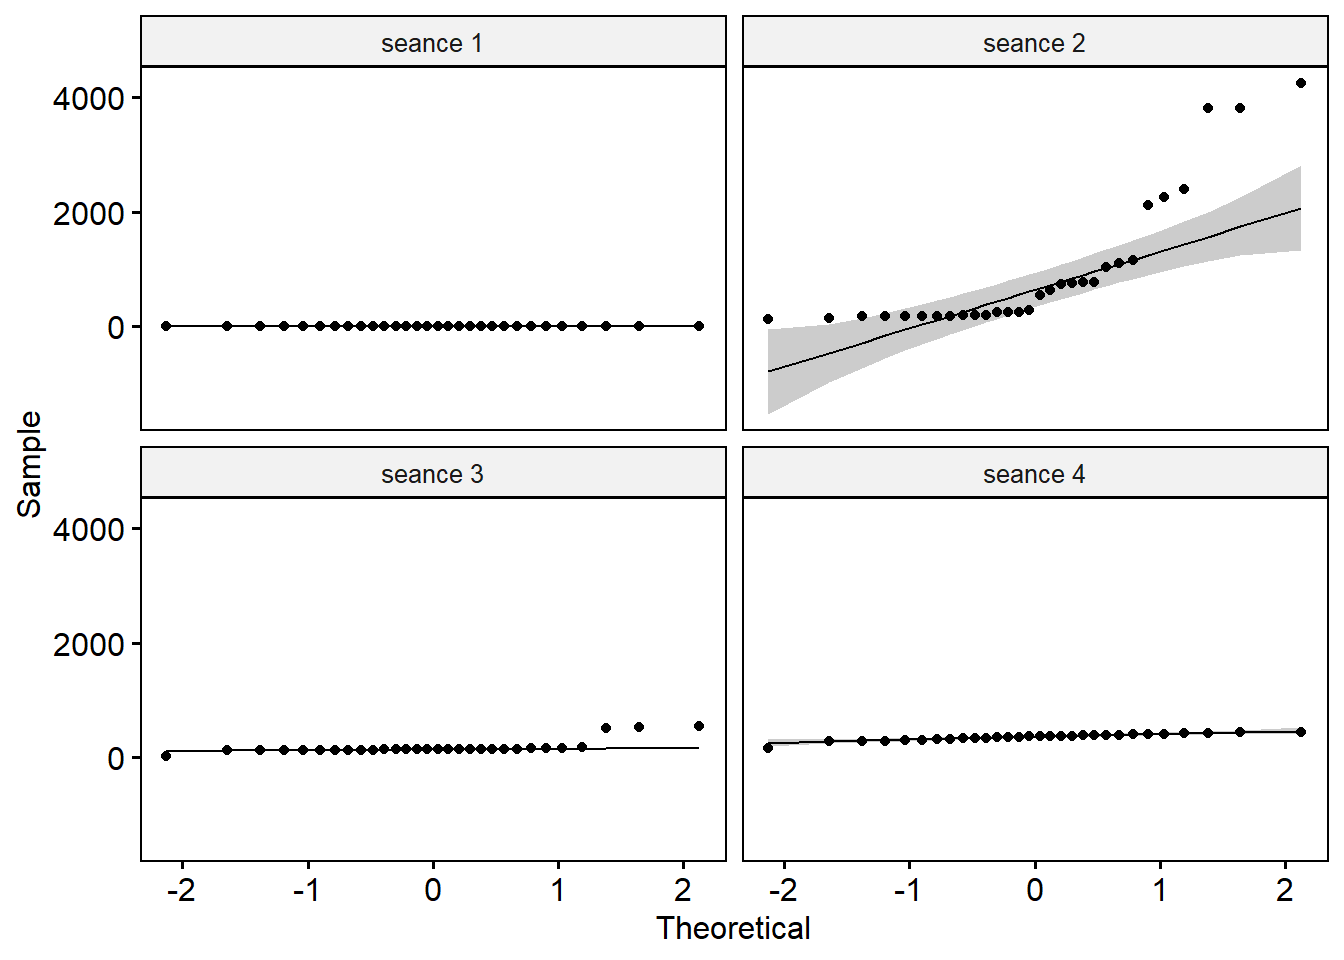 seance 1
seance 2
4000
2000
0
seance 3
seance 4
4000
2000
0
Sample
-2 -1 0 1 2 -2 -1 0 1 2
Theoretical